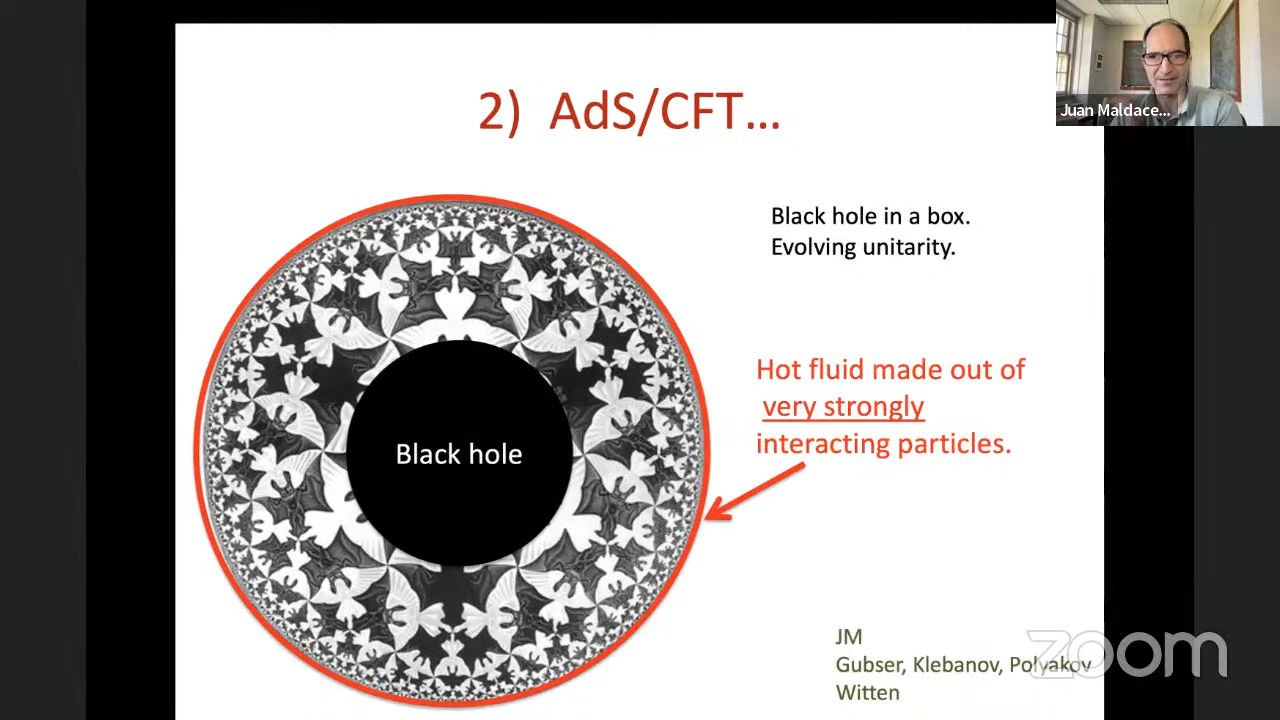 2) AdS/CFT...
Juan Maldace...
Black hole in a box.
Evolving unitarity.
Hot fluid made out of
very strongly
interacting particles.
Black hole
JM
Gubser, Klebanov, Polyakov
Witten
zoom